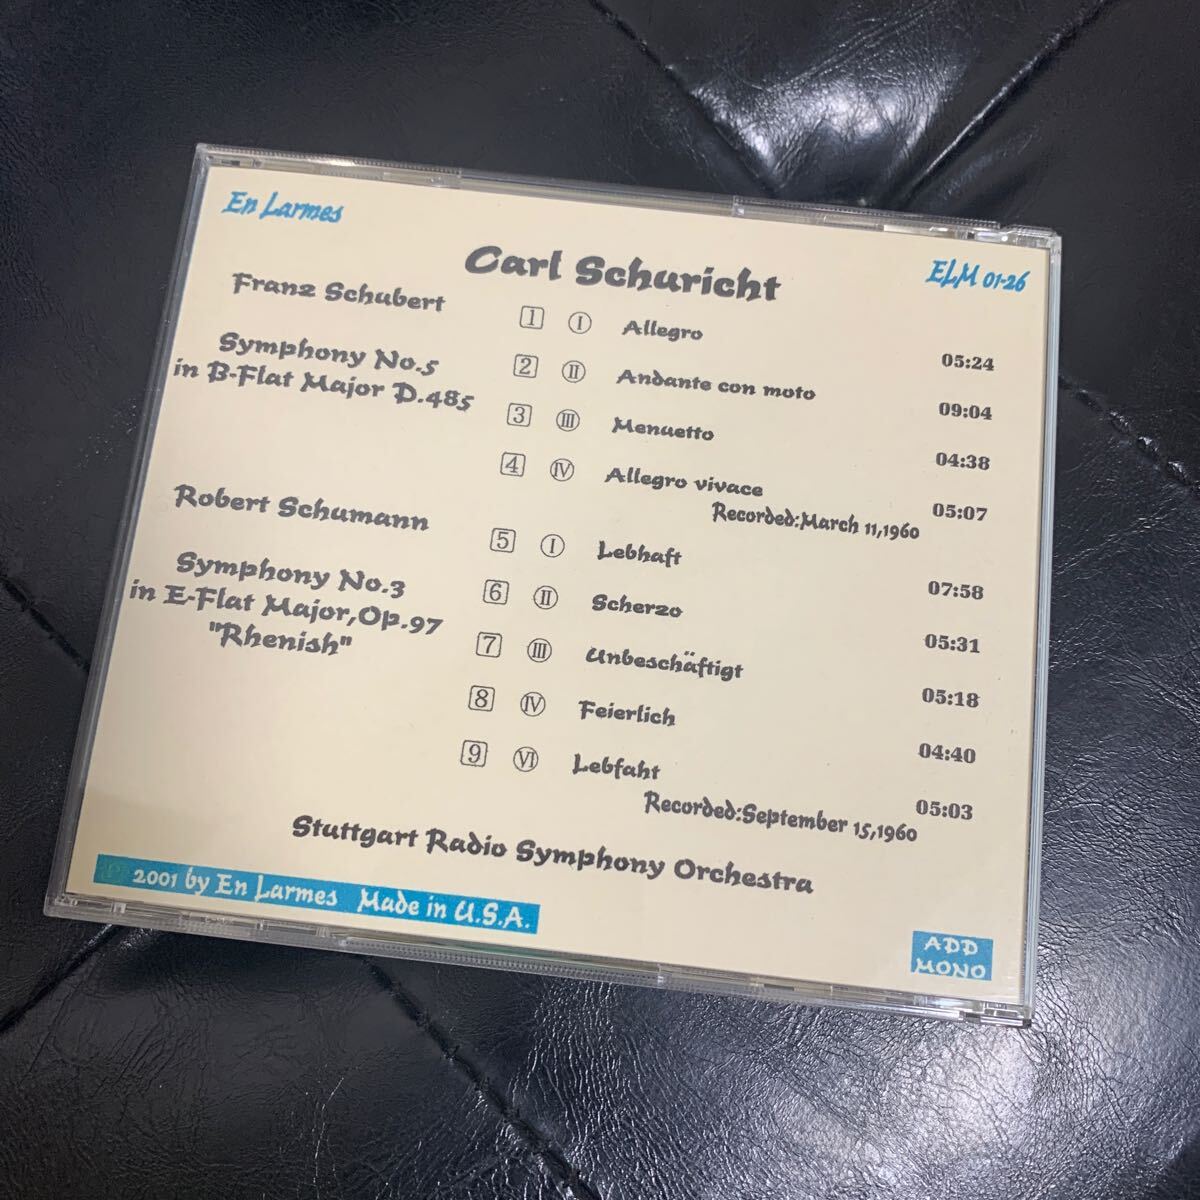 En Larmes
Carl Schuricht
ELM 01-26
Franz Schubert
Symphony No.5
in B-Flat Major D.485
1 Ⅰ Allegro 05:24
2 Ⅱ Andante con moto 09:04
3 Ⅲ Menuetto 04:38
4 Ⅳ Allegro vivace 05:07
Recorded:March 11,1960
Robert Schumann
Symphony No.3
in E-Flat Major,Op.97
"Rhenish"
5 Ⅰ Lebhaft 07:58
6 Ⅱ Scherzo 05:31
7 Ⅲ Unbeschäftigt 05:18
8 Ⅳ Feierlich 04:40
9 Ⅵ Lebfaht 05:03
Recorded:September 15,1960
Stuttgart Radio Symphony Orchestra
2001 by En Larmes Made in U.S.A.
ADD
MONO